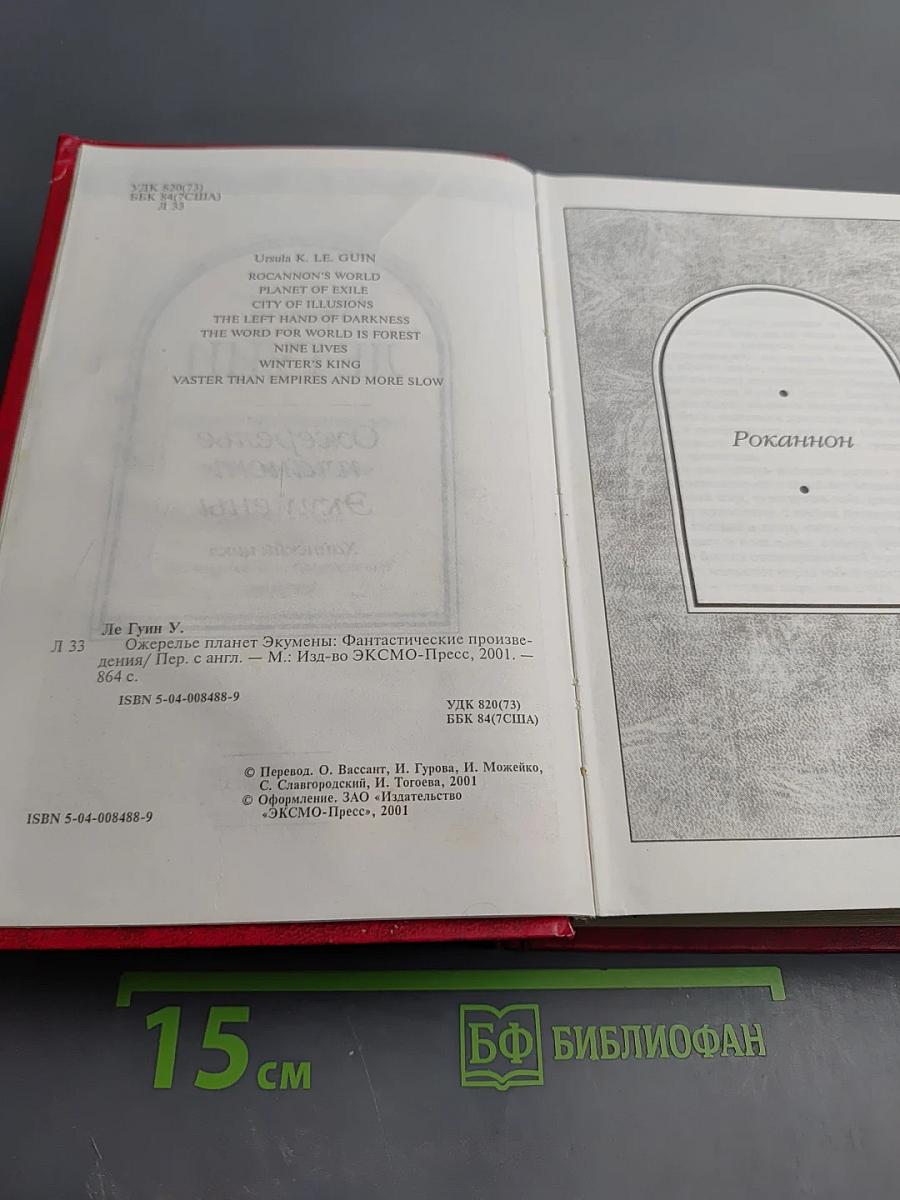 УДК 820(73)
ББК 84(7США)
Л 33
Ursula K. LE. GUIN
ROCANNON'S WORLD
PLANET OF EXILE
CITY OF ILLUSIONS
THE LEFT HAND OF DARKNESS
THE WORD FOR WORLD IS FOREST
NINE LIVES
WINTER'S KING
VASTER THAN EMPIRES AND MORE SLOW
Ле Гуин У.
Л 33 Ожерелье планет Экумены: Фантастические произве-
дения/ Пер. с англ. — М.: Изд-во ЭКСМО-Пресс, 2001. —
864 с.
ISBN 5-04-008488-9
УДК 820(73)
ББК 84(7США)
© Перевод. О. Вассант, И. Гурова, И. Можейко,
С. Славгородский, И. Тогоева, 2001
© Оформление. ЗАО «Издательство
«ЭКСМО-Пресс», 2001
ISBN 5-04-008488-9
Роканнон
15 см
БФ БИБЛИОФАН